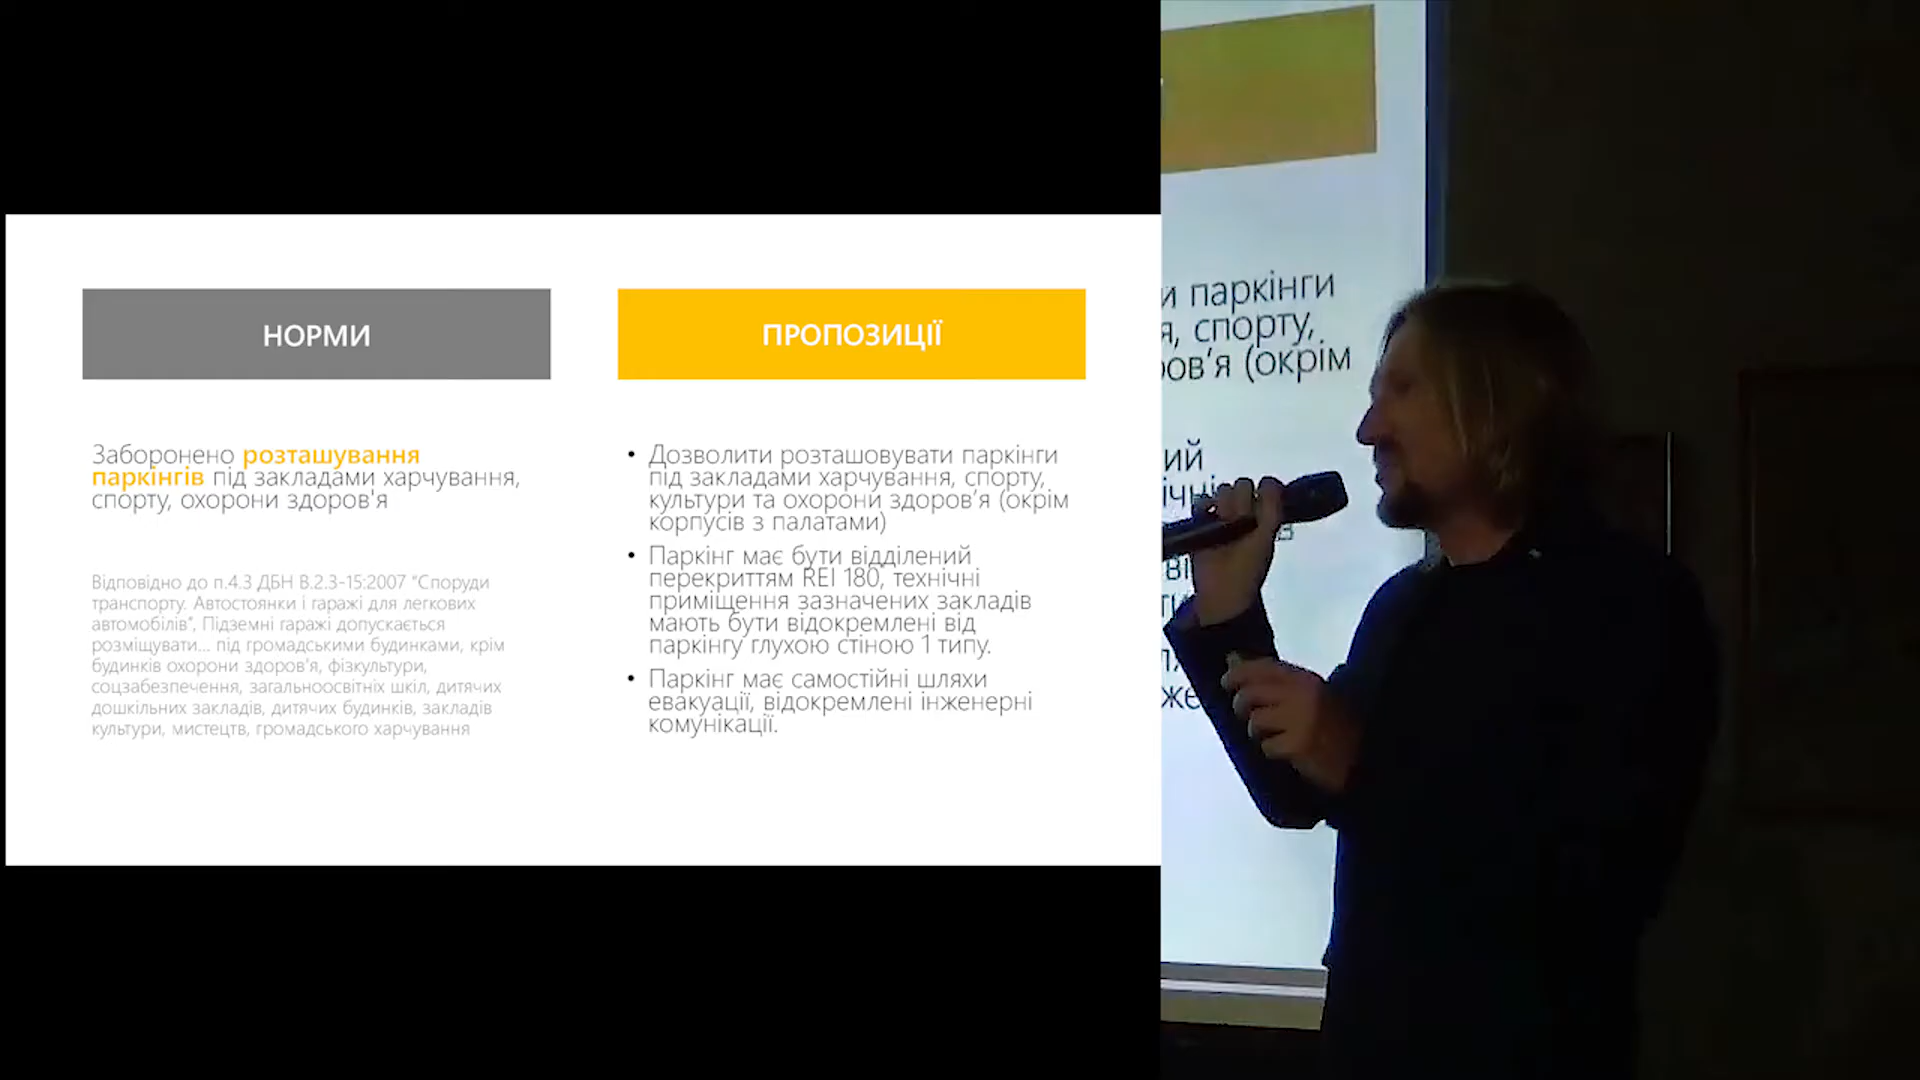 НОРМИ
Заборонено розташування
паркінгів під закладами харчування,
спорту, охорони здоров'я
Відповідно до п.4.3 ДБН В.2.3-15:2007 “Споруди
транспорту. Автостоянки і гаражі для легкових
автомобілів”, Підземні гаражі допускається
розміщувати... під громадськими будинками, крім
будинків охорони здоров'я, фізкультури,
соцзабезпечення, загальноосвітніх шкіл, дитячих
дошкільних закладів, дитячих будинків, закладів
культури, мистецтв, громадського харчування
ПРОПОЗИЦІЇ
• Дозволити розташовувати паркінги
під закладами харчування, спорту,
культури та охорони здоров’я (окрім
корпусів з палатами)
• Паркінг має бути відділений
перекриттям REI 180, технічні
приміщення зазначених закладів
мають бути відокремлені від
паркінгу глухою стіною 1 типу.
• Паркінг має самостійні шляхи
евакуації, відокремлені інженерні
комунікації.
и паркінги
я, спорту,
ров’я (окрім
ий